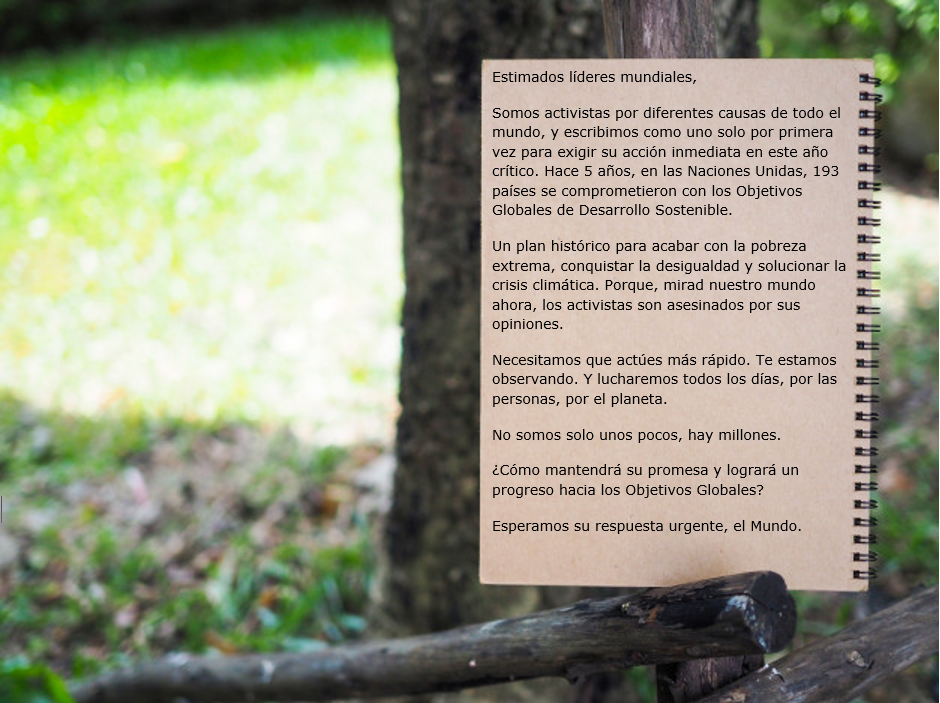 Estimados líderes mundiales,
Somos activistas por diferentes causas de todo el
mundo, y escribimos como uno solo por primera
vez para exigir su acción inmediata en este año
crítico. Hace 5 años, en las Naciones Unidas, 193
países se comprometieron con los Objetivos
Globales de Desarrollo Sostenible.
Un plan histórico para acabar con la pobreza
extrema, conquistar la desigualdad y solucionar la
crisis climática. Porque, mirad nuestro mundo
ahora, los activistas son asesinados por sus
opiniones.
Necesitamos que actúes más rápido. Te estamos
observando. Y lucharemos todos los días, por las
personas, por el planeta.
No somos solo unos pocos, hay millones.
¿Cómo mantendrá su promesa y logrará un
progreso hacia los Objetivos Globales?
Esperamos su respuesta urgente, el Mundo.